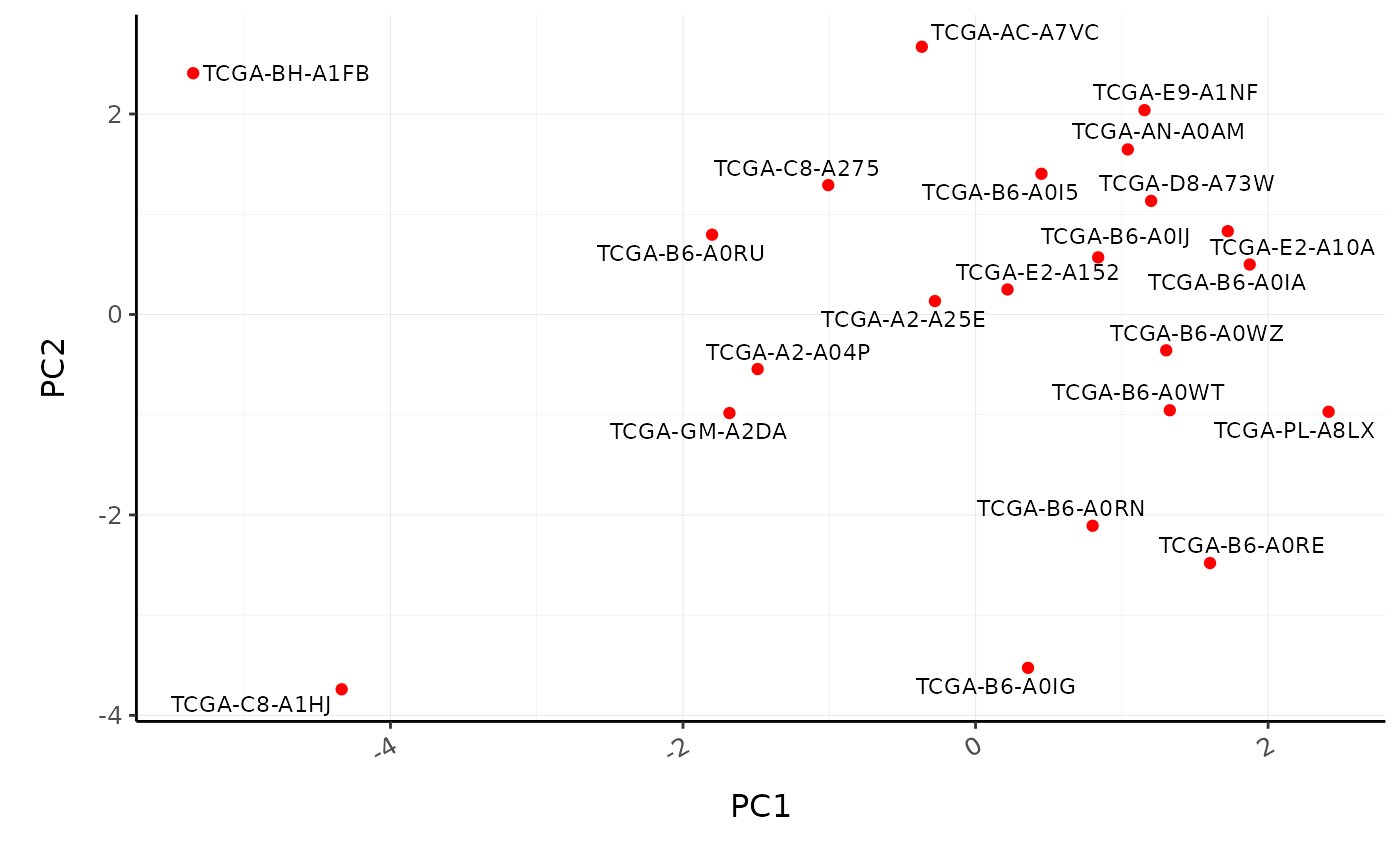 TCGA-AC-A7VC
TCGA-BH-A1FB
TCGA-E9-A1NF
2
TCGA-AN-A0AM
TCGA-C8-A275
TCGA-D8-A73W
TCGA-B6-A0I5
TCGA-B6-A0IJ
TCGA-E2-A10A
TCGA-B6-A0RU
TCGA-E2-A152
TCGA-B6-A0IA
0
TCGA-A2-A25E
TCGA-B6-A0WZ
TCGA-A2-A04P
PC2
TCGA-B6-A0WT
TCGA-GM-A2DA
TCGA-PL-A8LX
TCGA-B6-A0RN
-2
TCGA-B6-A0RE
TCGA-B6-A0IG
TCGA-C8-A1HJ
-4
-4
-2
0
2
PC1